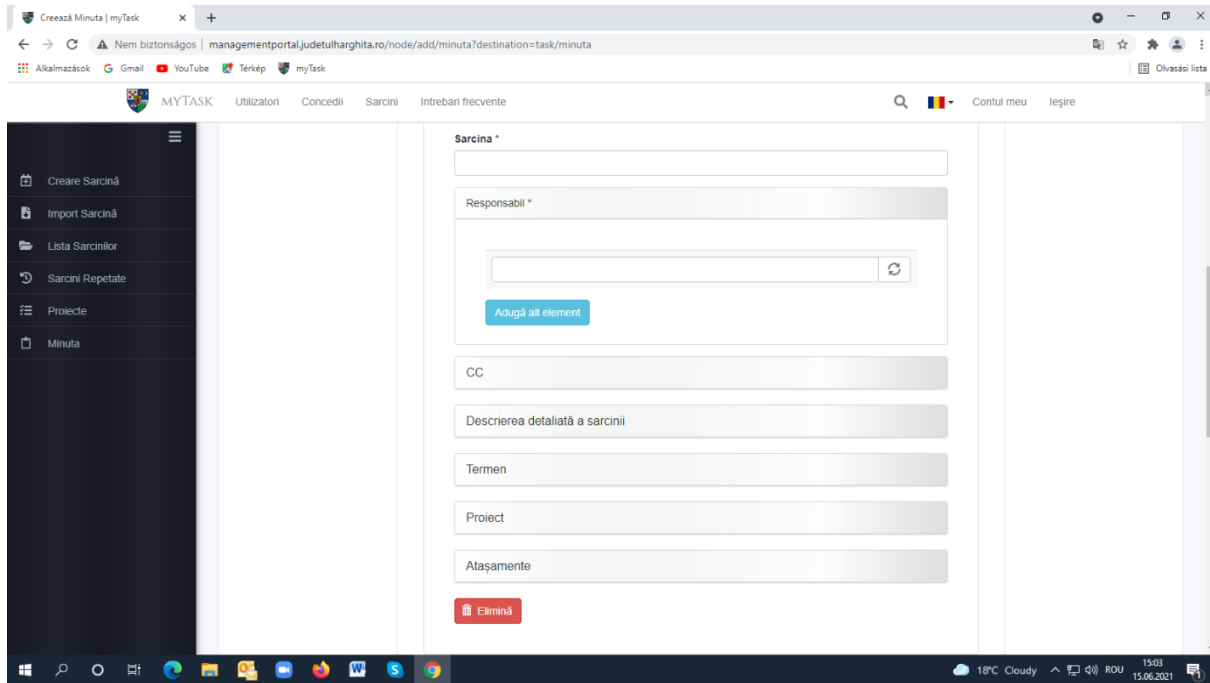 Creează Minuta | myTask
Nem biztonságos | managementportal.judetulharghita.ro/node/add/minuta?destination=task/minuta
Alkalmazások Gmail YouTube Térkép myTask Olvasási lista
MYTASK Utilizatori Concedii Sarcini Intrebari frecvente Contul meu Ieșire
Sarcina *
Creare Sarcină
Responsabil *
Import Sarcină
Lista Sarcinilor
Sarcini Repetate
Proiecte
Adugă alt element
Minuta
CC
Descrierea detaliată a sarcinii
Termen
Proiect
Atașamente
Elimină
18°C Cloudy ROU 15:03
15.06.2021